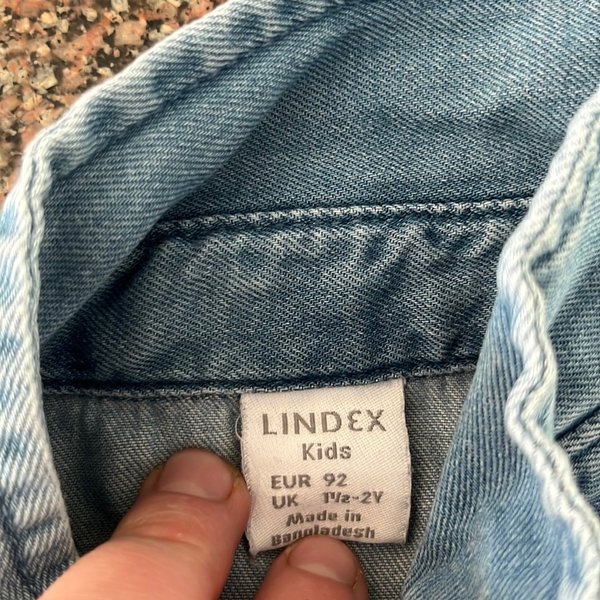 LINDEX
Kids
EUR 92
UK 1½-2Y
Made in
Bangladesh